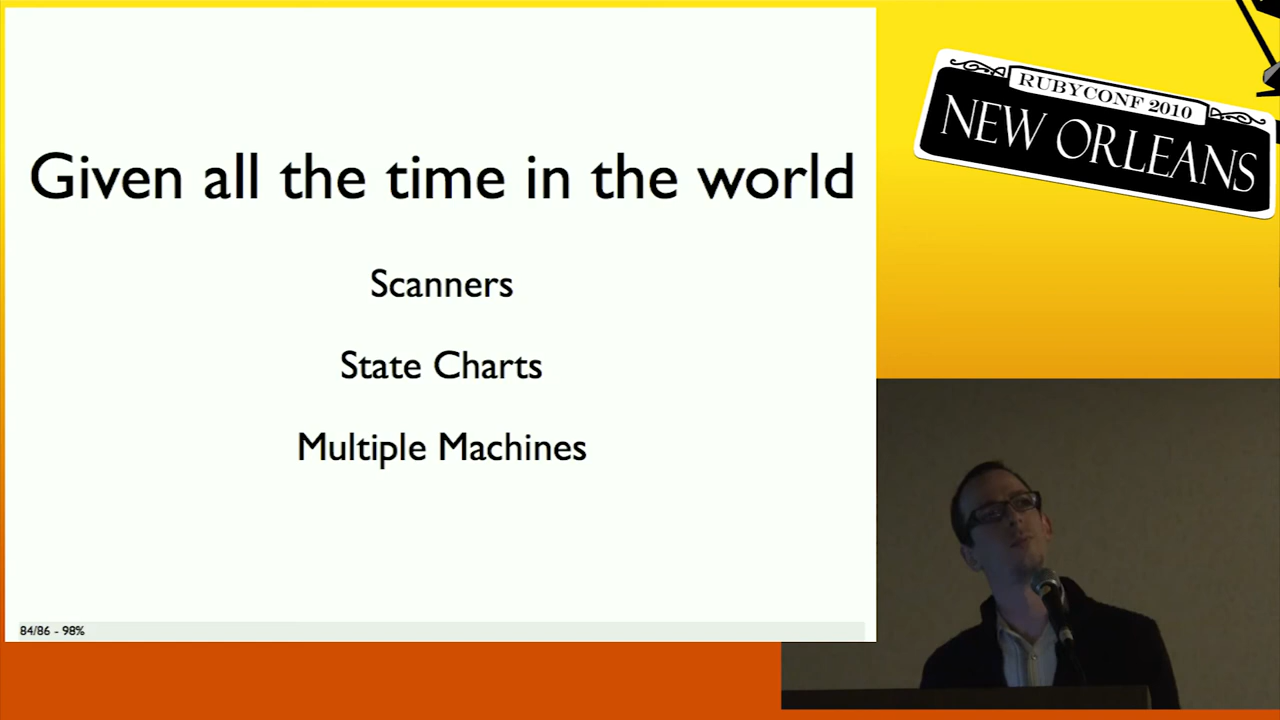 Given all the time in the world
Scanners
State Charts
Multiple Machines
84/86 - 98%
RUBYCONF 2010
NEW ORLEANS